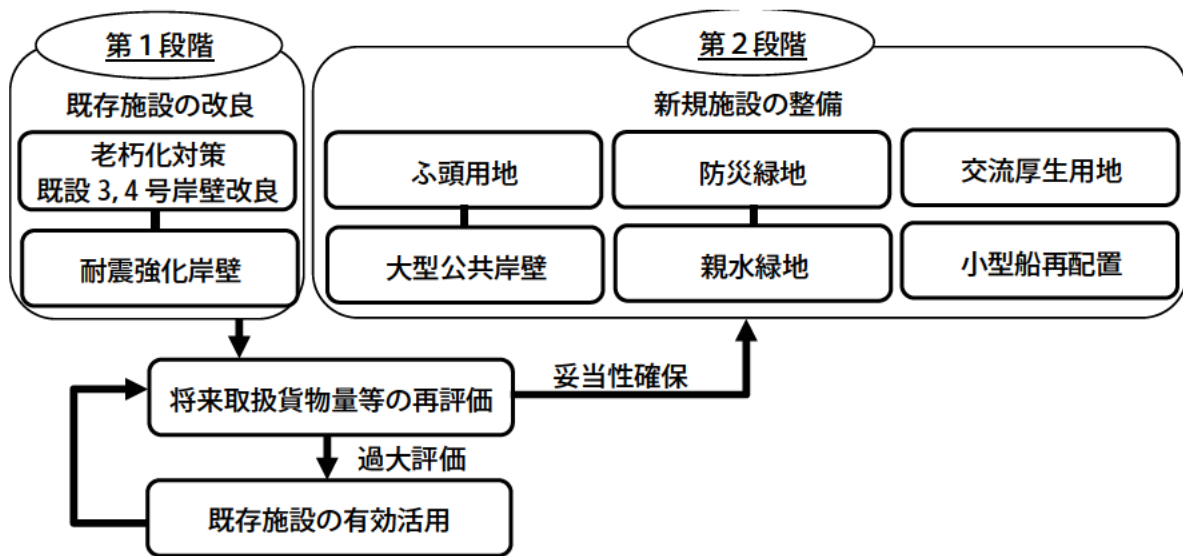 第1段階
既存施設の改良
老朽化対策
既設3,4号岸壁改良
耐震強化岸壁
第2段階
新規施設の整備
ふ頭用地
防災緑地
交流厚生用地
大型公共岸壁
親水緑地
小型船再配置
将来取扱貨物量等の再評価
妥当性確保
過大評価
既存施設の有効活用